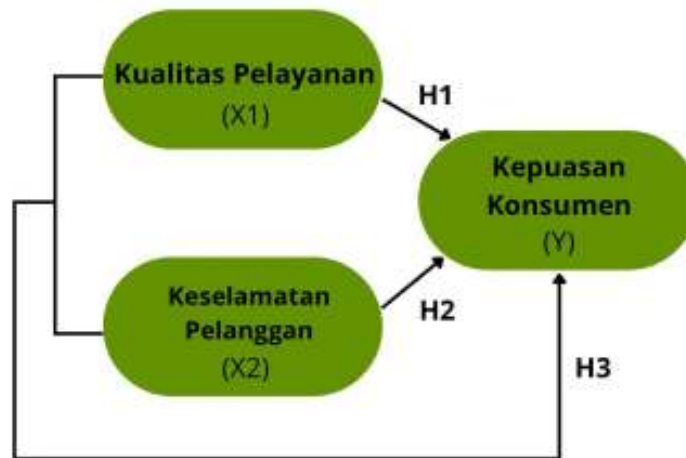 Kualitas Pelayanan
(X1)
H1
Kepuasan
Konsumen
(Y)
Keselamatan
Pelanggan
(X2)
H2
H3